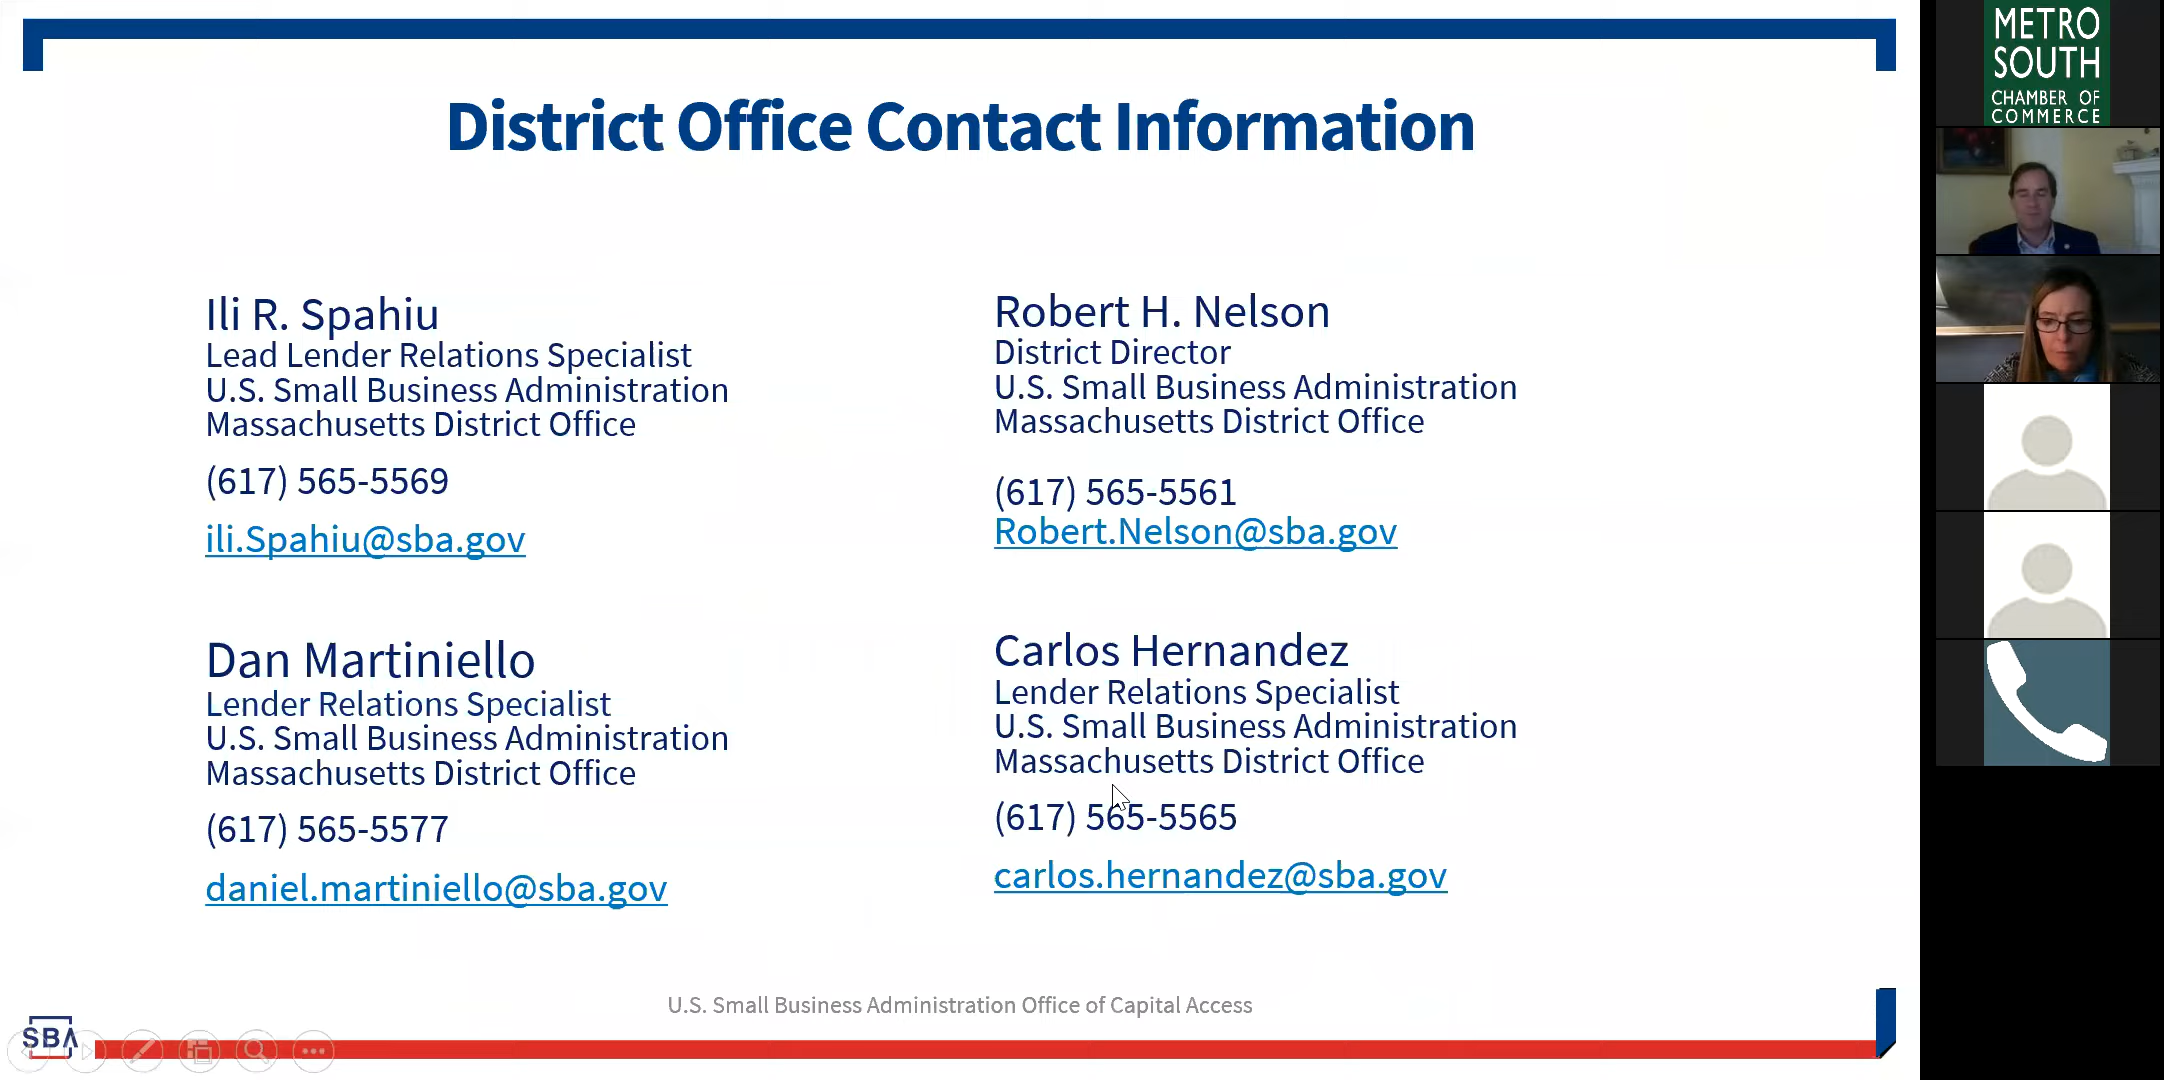 District Office Contact Information
Ili R. Spahiu
Lead Lender Relations Specialist
U.S. Small Business Administration
Massachusetts District Office
(617) 565-5569
ili.Spahiu@sba.gov
Robert H. Nelson
District Director
U.S. Small Business Administration
Massachusetts District Office
(617) 565-5561
Robert.Nelson@sba.gov
Dan Martiniello
Lender Relations Specialist
U.S. Small Business Administration
Massachusetts District Office
(617) 565-5577
daniel.martiniello@sba.gov
Carlos Hernandez
Lender Relations Specialist
U.S. Small Business Administration
Massachusetts District Office
(617) 565-5565
carlos.hernandez@sba.gov
U.S. Small Business Administration Office of Capital Access
SBA
METRO
SOUTH
CHAMBER OF
COMMERCE